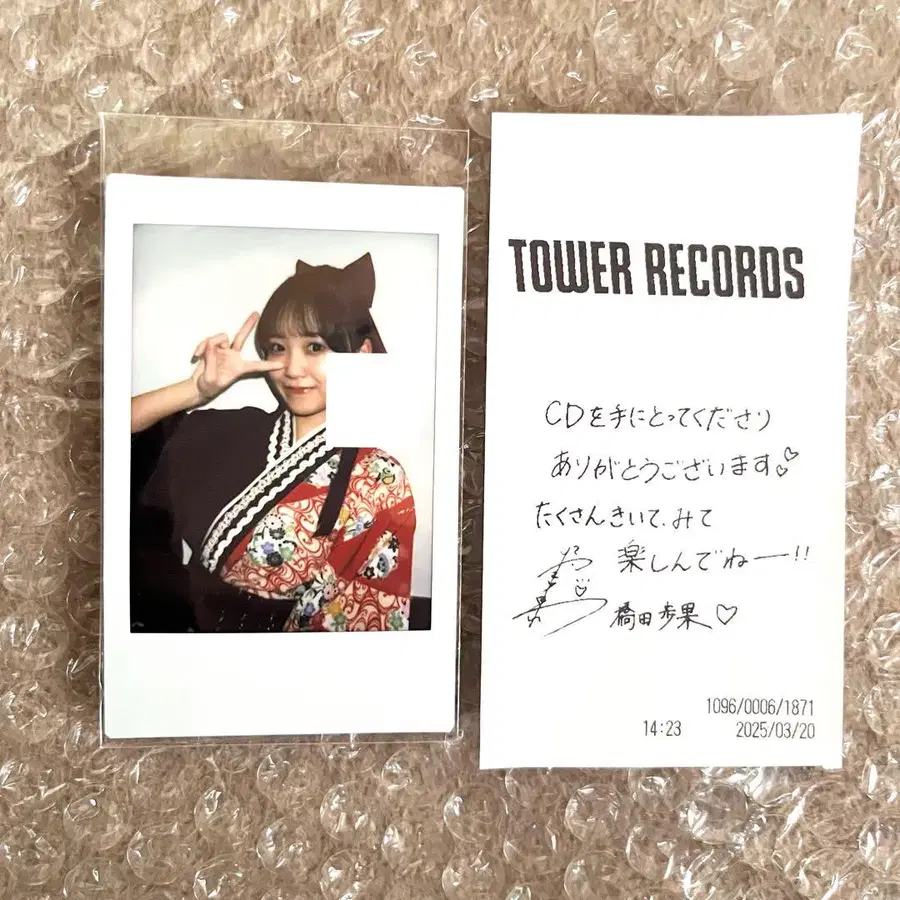 TOWER RECORDS
CDを手にとってくださり
ありがとうございます♡
たくさんきいて、みて
楽しんでねー!!
橋田歩果♡
1096/0006/1871
14:23 2025/03/20